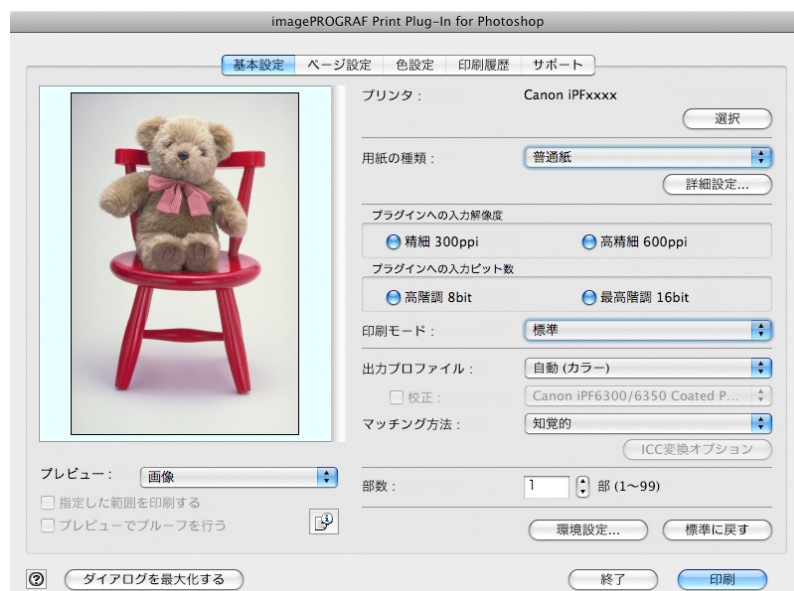 imagePROGRAF Print Plug-In for Photoshop
基本設定 ページ設定 色設定 印刷履歴 サポート
プリンタ： Canon iPFxxxx
選択
用紙の種類： 普通紙
詳細設定...
プラグインへの入力解像度
精細 300ppi 高精細 600ppi
プラグインへの入力ビット数
高階調 8bit 最高階調 16bit
印刷モード： 標準
出力プロファイル： 自動 (カラー)
校正： Canon iPF6300/6350 Coated P...
マッチング方法： 知覚的
ICC変換オプション
プレビュー： 画像
指定した範囲を印刷する
プレビューでプルーフを行う
部数： 1 部 (1〜99)
環境設定... 標準に戻す
? ダイアログを最大化する 終了 印刷